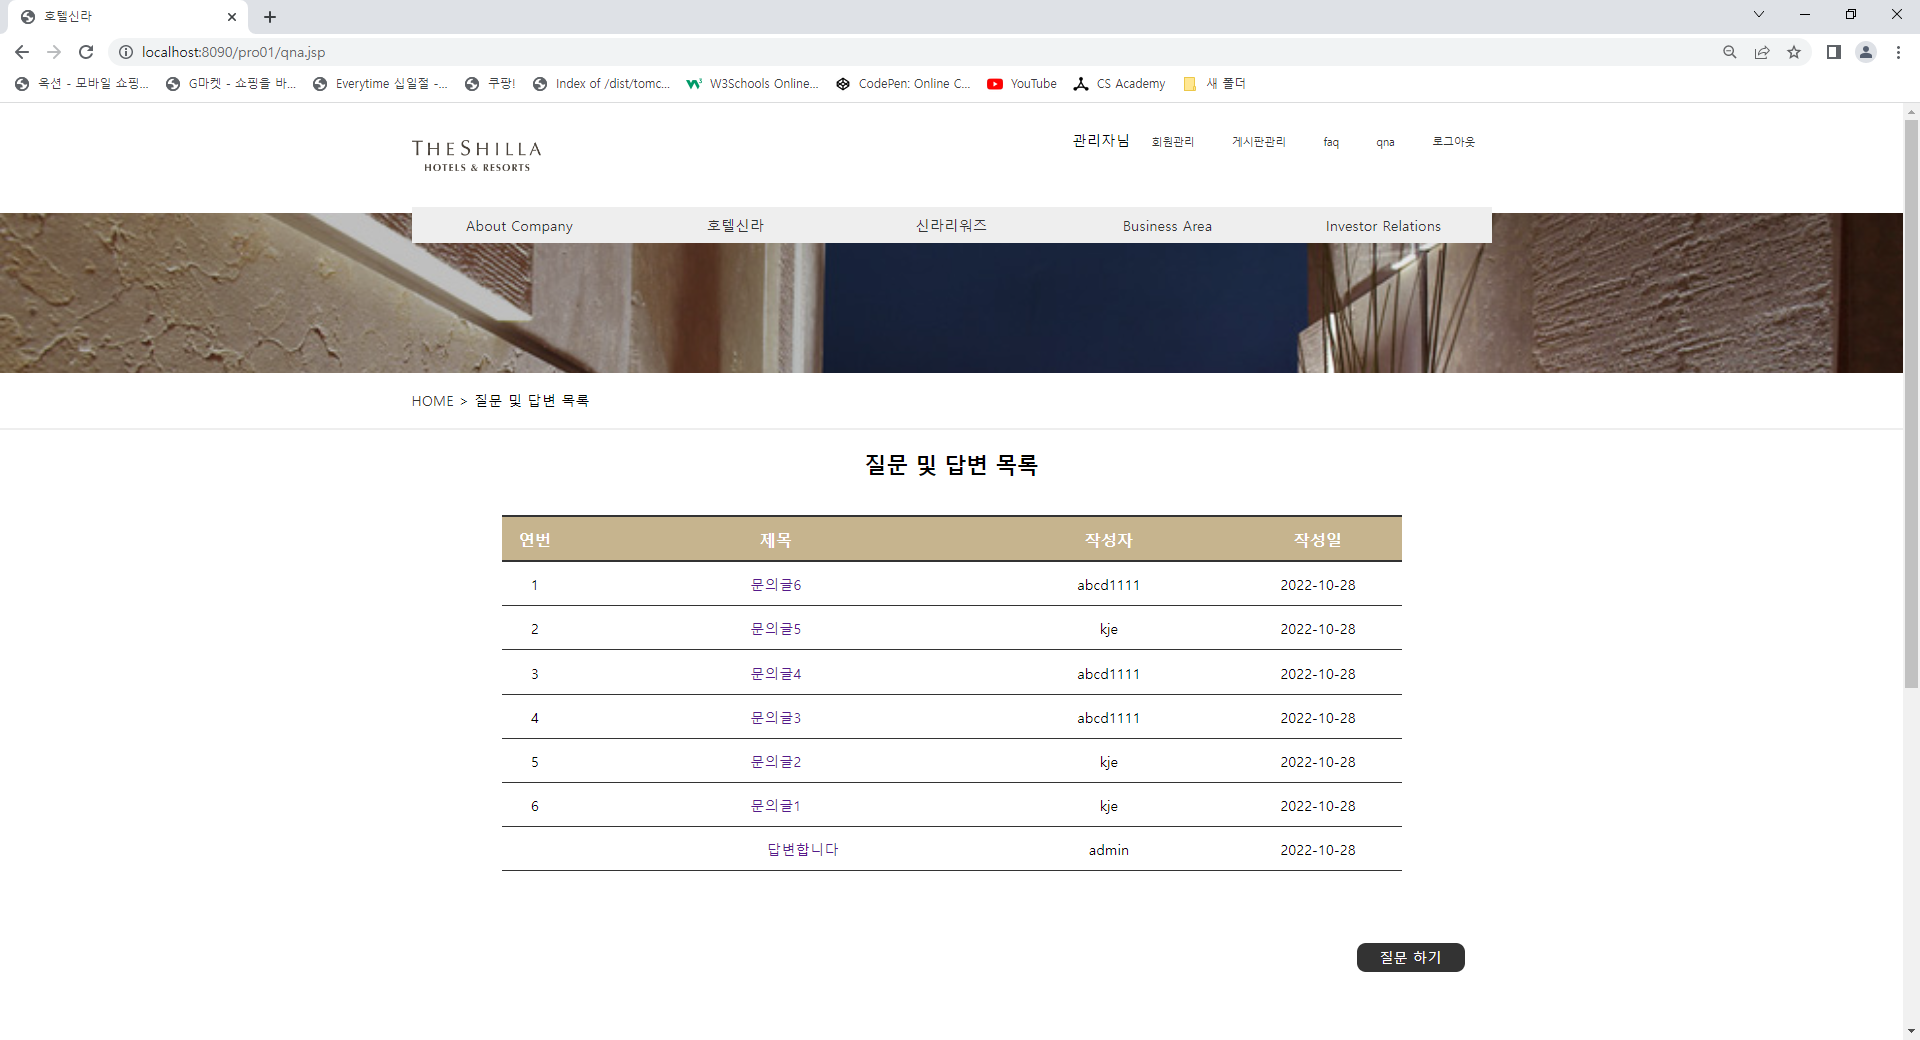 호텔신라
localhost:8090/pro01/qna.jsp
옥션 - 모바일 쇼핑... G마켓 - 쇼핑을 바... Everytime 십일절 -... 쿠팡! Index of /dist/tomc... W3Schools Online... CodePen: Online C... YouTube CS Academy 새 폴더
THE SHILLA
HOTELS & RESORTS
관리자님 회원관리 게시판관리 faq qna 로그아웃
About Company 호텔신라 신라리워즈 Business Area Investor Relations
HOME > 질문 및 답변 목록
질문 및 답변 목록
연번 제목 작성자 작성일
1 문의글6 abcd1111 2022-10-28
2 문의글5 kje 2022-10-28
3 문의글4 abcd1111 2022-10-28
4 문의글3 abcd1111 2022-10-28
5 문의글2 kje 2022-10-28
6 문의글1 kje 2022-10-28
답변합니다 admin 2022-10-28
질문 하기